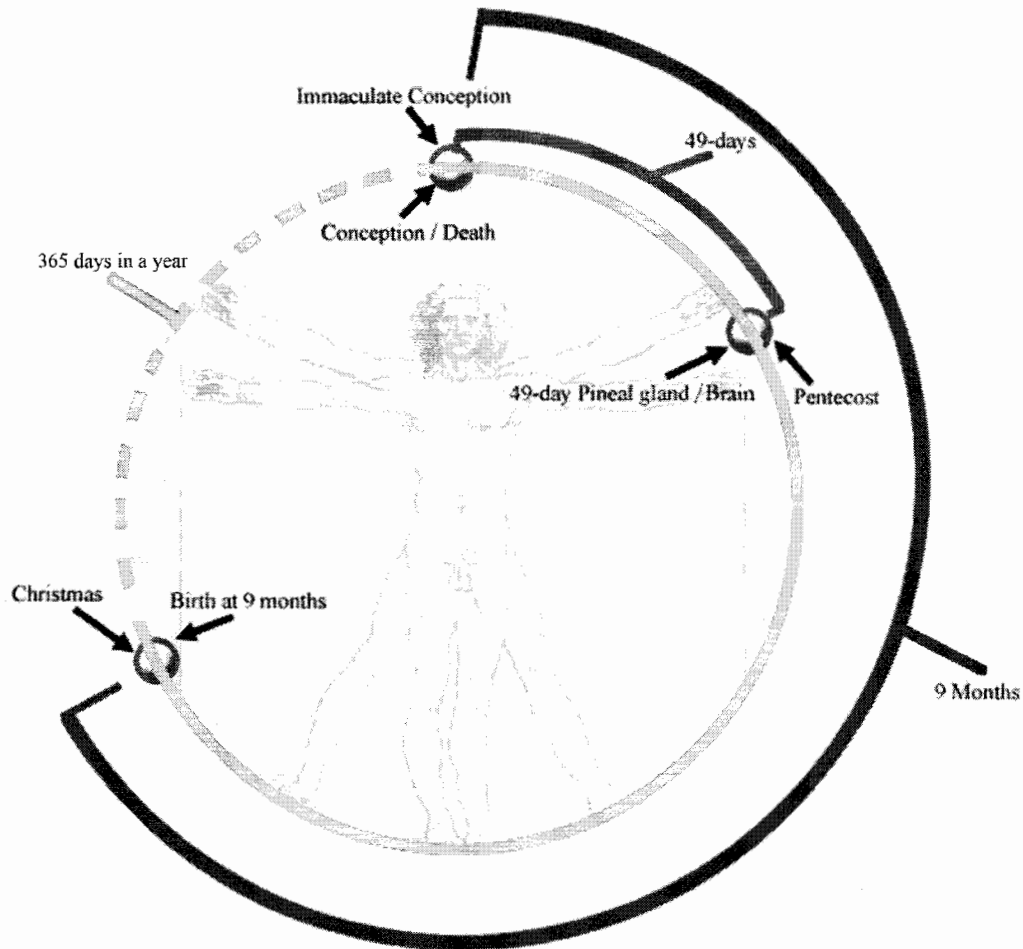 Immaculate Conception
49-days
Conception / Death
365 days in a year
49-day Pineal gland / Brain
Pentecost
Christmas
Birth at 9 months
9 Months